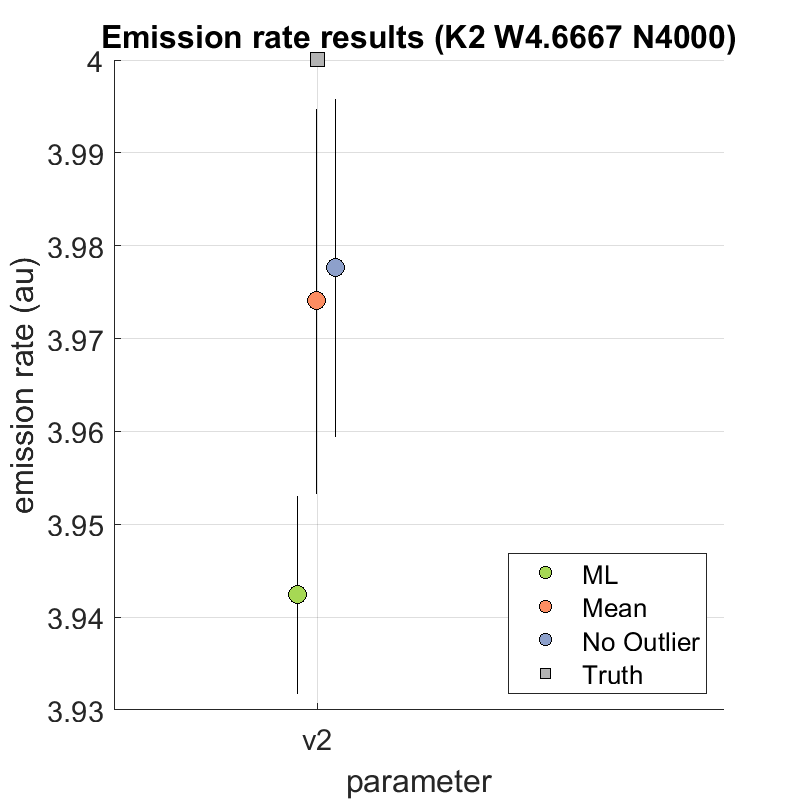 Emission rate results (K2 W4.6667 N4000)
4
3.99
3.98
3.97
3.96
3.95
3.94
3.93
emission rate (au)
ML
Mean
No Outlier
Truth
v2
parameter